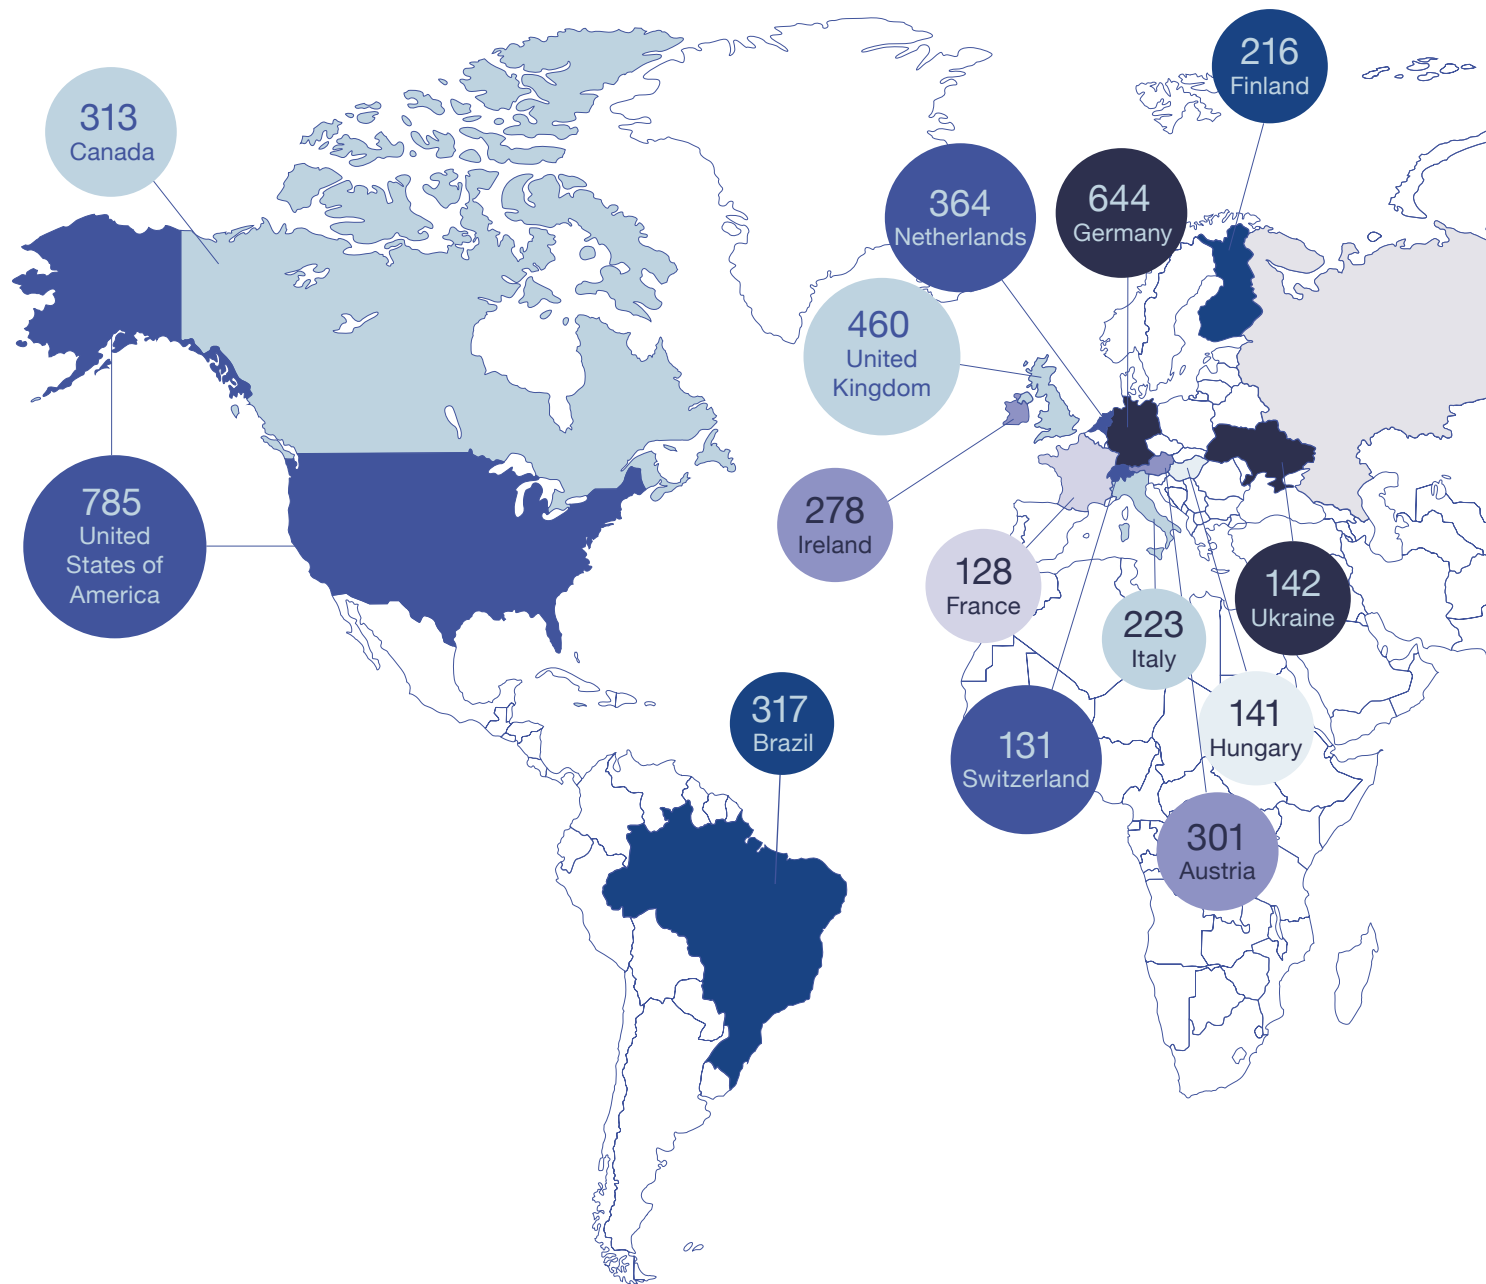 216
Finland
313
Canada
364
Netherlands
644
Germany
460
United
Kingdom
785
United
States of
America
278
Ireland
128
France
142
Ukraine
223
Italy
317
Brazil
141
Hungary
131
Switzerland
301
Austria